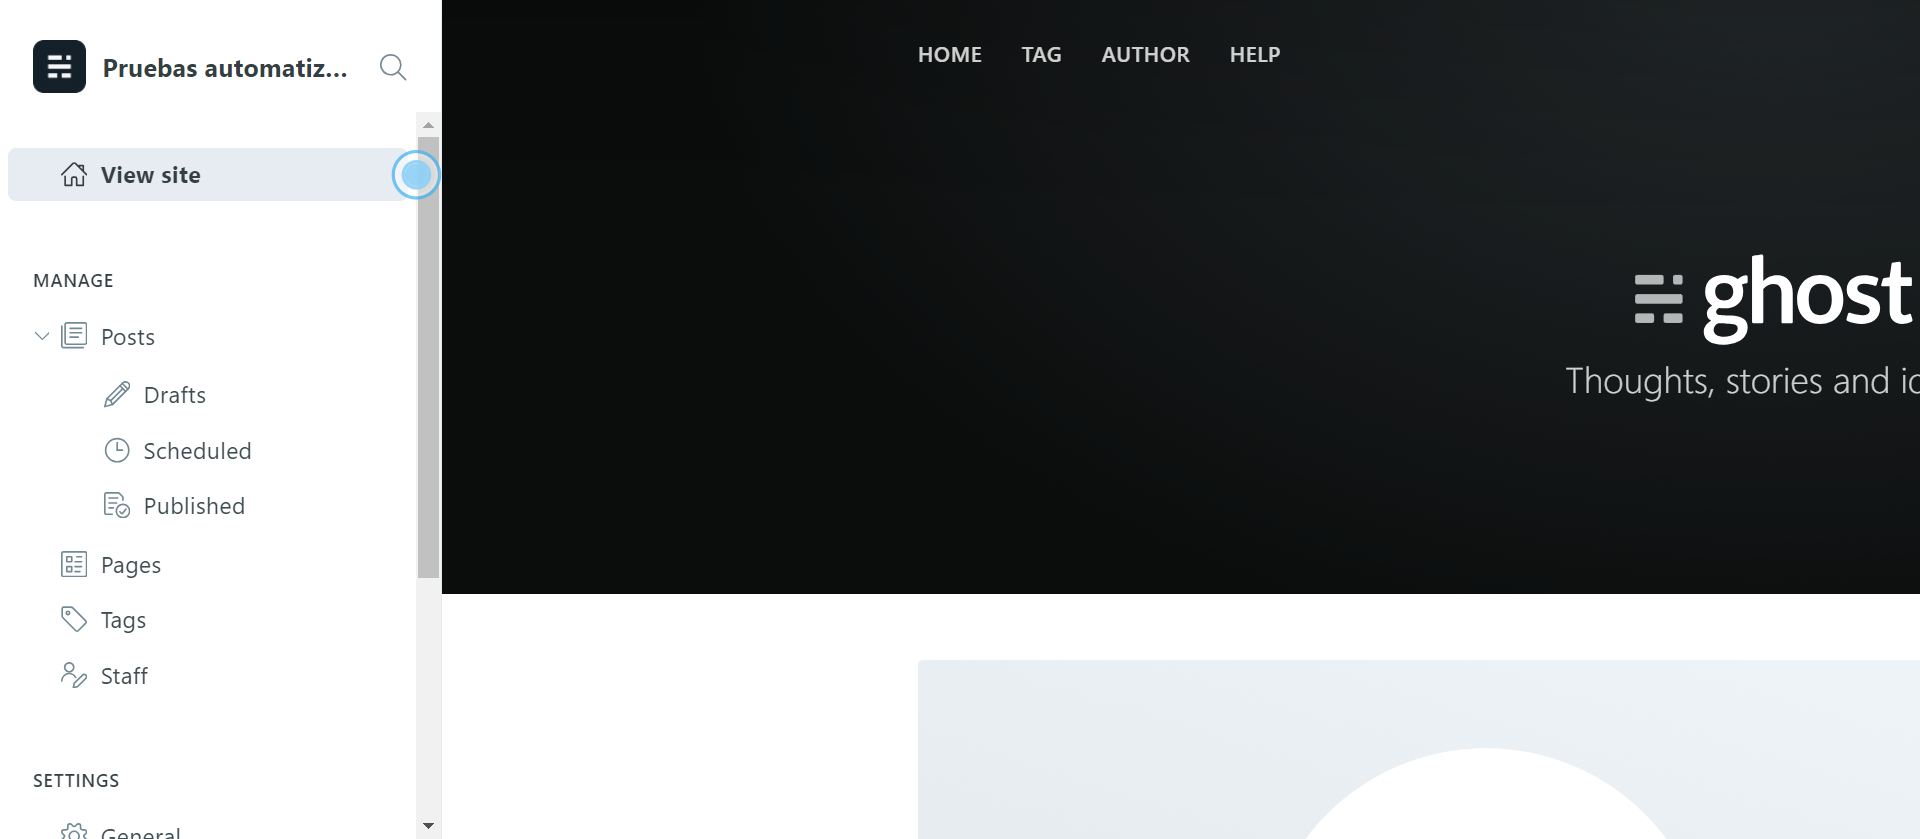 Pruebas automatiz...
View site
MANAGE
Posts
Drafts
Scheduled
Published
Pages
Tags
Staff
SETTINGS
General
HOME TAG AUTHOR HELP
ghost
Thoughts, stories and